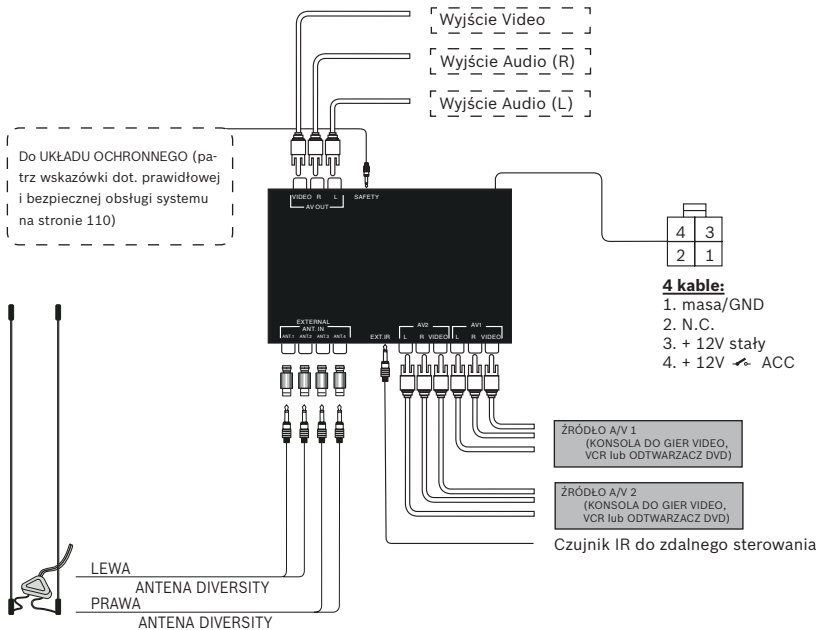 Wyjście Video
Wyjście Audio (R)
Wyjście Audio (L)
Do UKŁADU OCHRONNEGO (pa-
trz wskazówki dot. prawidłowej
i bezpiecznej obsługi systemu
na stronie 110)
VIDEO R L SAFETY
AV OUT
4 3
2 1
4 kable:
1. masa/GND
2. N.C.
3. + 12V stały
4. + 12V ACC
EXTERNAL
ANT. IN
ANT.1 ANT.2 ANT.3 ANT.4
EXT.IR
AV2 AV1
L R VIDEO L R VIDEO
ŹRÓDŁO A/V 1
(KONSOLA DO GIER VIDEO,
VCR lub ODTWARZACZ DVD)
ŹRÓDŁO A/V 2
(KONSOLA DO GIER VIDEO,
VCR lub ODTWARZACZ DVD)
Czujnik IR do zdalnego sterowania
LEWA
ANTENA DIVERSITY
PRAWA
ANTENA DIVERSITY